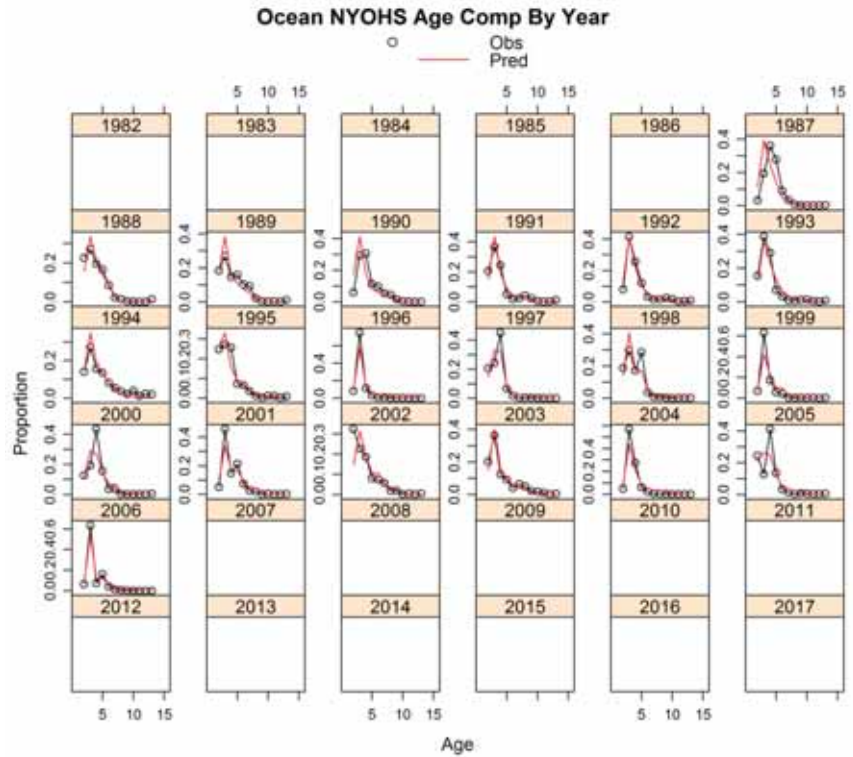 Ocean NYOHS Age Comp By Year
Obs
Pred
5 10 15 5 10 15 5 10 15
1982 1983 1984 1985 1986 1987
0.0 0.2 0.4
1988 1989 1990 1991 1992 1993
0.0 0.2 0.0 0.2 0.4 0.0 0.2 0.4 0.0 0.2 0.4 0.0 0.2 0.4 0.0 0.2 0.4
1994 1995 1996 1997 1998 1999
0.0 0.2 0.0 0.1 0.2 0.3 0.0 0.4 0.0 0.2 0.4 0.0 0.2 0.4 0.0 0.2 0.4 0.6
2000 2001 2002 2003 2004 2005
0.0 0.2 0.4 0.0 0.2 0.4 0.0 0.1 0.2 0.3 0.0 0.2 0.4 0.0 0.2 0.4 0.0 0.2 0.4
2006 2007 2008 2009 2010 2011
0.0 0.2 0.4 0.6
2012 2013 2014 2015 2016 2017
5 10 15 5 10 15 5 10 15
Proportion
Age